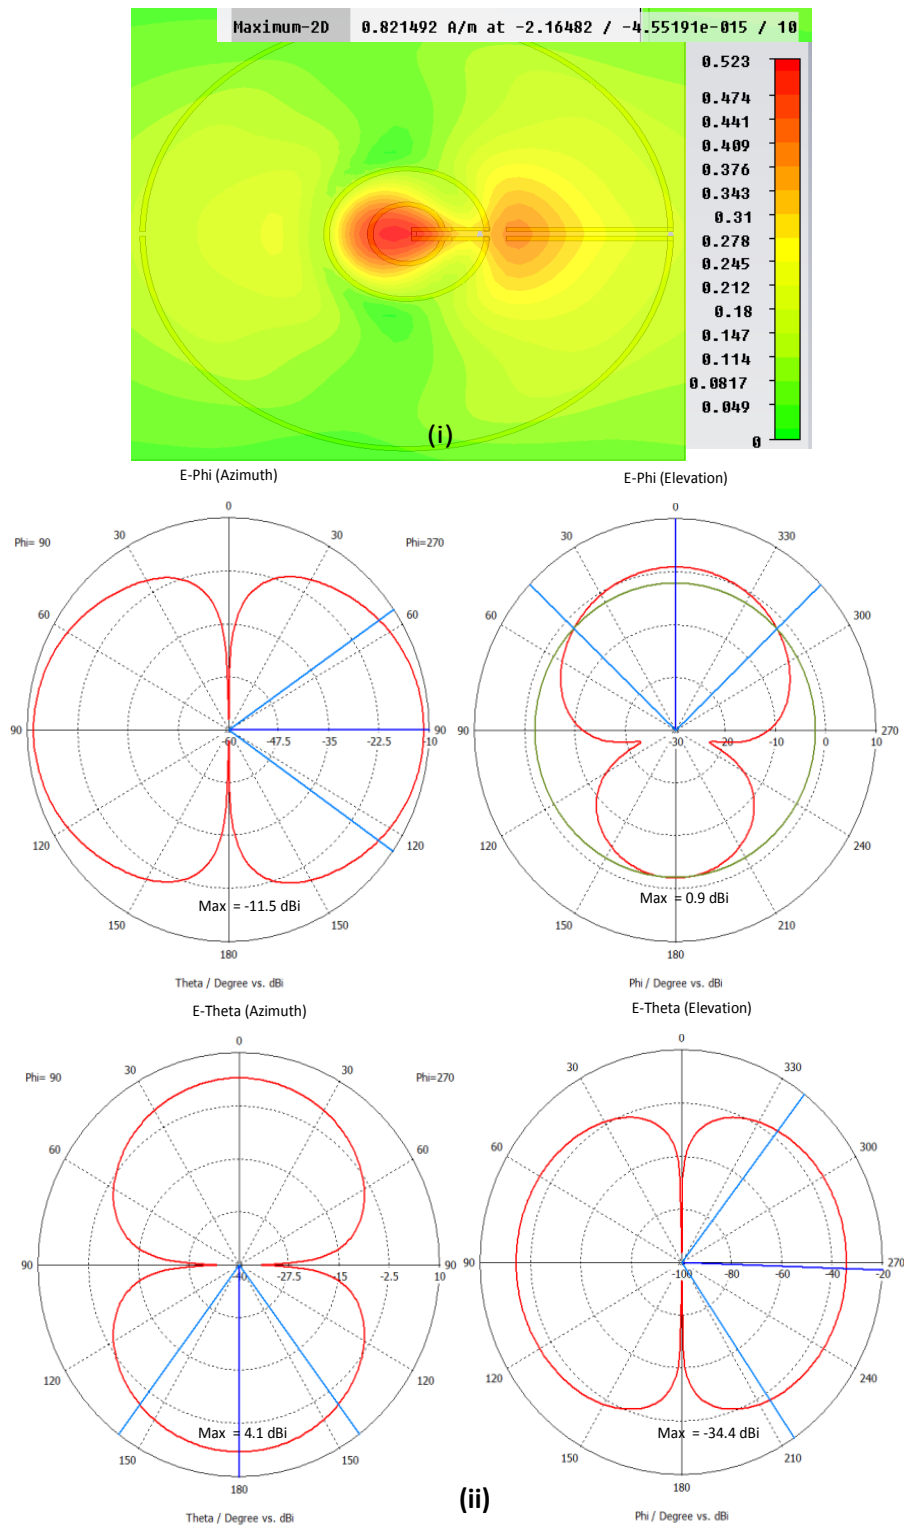 Maximum-2D 0.821492 A/m at -2.16482 / -4.55191e-015 / 10
0.523
0.474
0.441
0.409
0.376
0.343
0.31
0.278
0.245
0.212
0.18
0.147
0.114
0.0817
0.049
0
(i)
E-Phi (Azimuth)
0
30 30
Phi= 90 Phi=270
60 60
90 -60 -47.5 -35 -22.5 -10 90
120 120
150 150
Max = -11.5 dBi
180
Theta / Degree vs. dBi
E-Phi (Elevation)
0
30 330
60 300
90 30 -20 -10 0 10 270
120 240
150 210
Max = 0.9 dBi
180
Phi / Degree vs. dBi
E-Theta (Azimuth)
0
30 30
Phi= 90 Phi=270
60 60
90 -40 -27.5 -15 -2.5 10 90
120 120
150 150
Max = 4.1 dBi
180
Theta / Degree vs. dBi
E-Theta (Elevation)
0
30 330
60 300
90 -100 -80 -60 -40 -20 270
120 240
150 210
Max = -34.4 dBi
180
Phi / Degree vs. dBi
(ii)